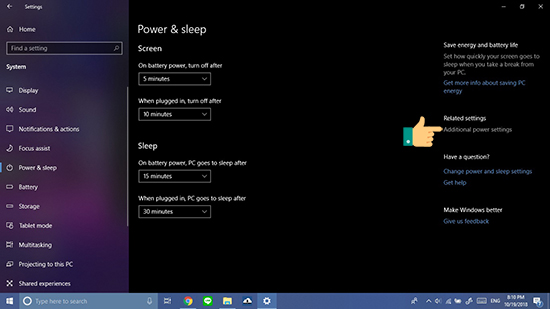 Settings
Home
Find a setting
System
Display
Sound
Notifications & actions
Focus assist
Power & sleep
Battery
Storage
Tablet mode
Multitasking
Projecting to this PC
Shared experiences
Power & sleep
Screen
On battery power, turn off after
5 minutes
When plugged in, turn off after
10 minutes
Sleep
On battery power, PC goes to sleep after
15 minutes
When plugged in, PC goes to sleep after
30 minutes
Save energy and battery life
Set how quickly your screen goes
to sleep when you take a break from
your PC.
Get more info about saving PC
energy
Related settings
Additional power settings
Have a question?
Change power and sleep settings
Get help
Make Windows better
Give us feedback
Type here to search
ENG
8:10 PM
10/19/2018